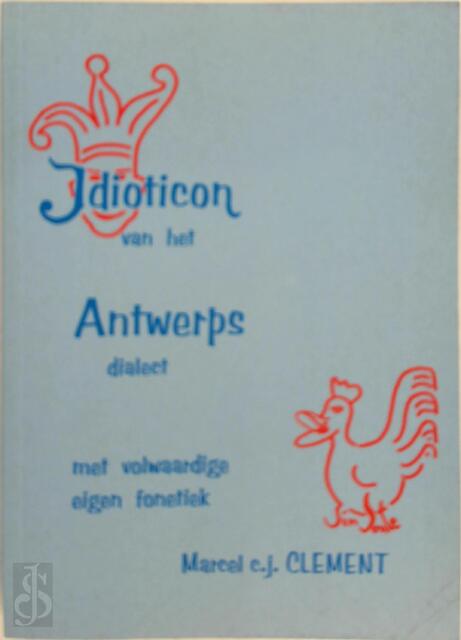 Idioticon
van het
Antwerps
dialect
met volwaardige
eigen fonetiek
Marcel c.j. CLEMENT